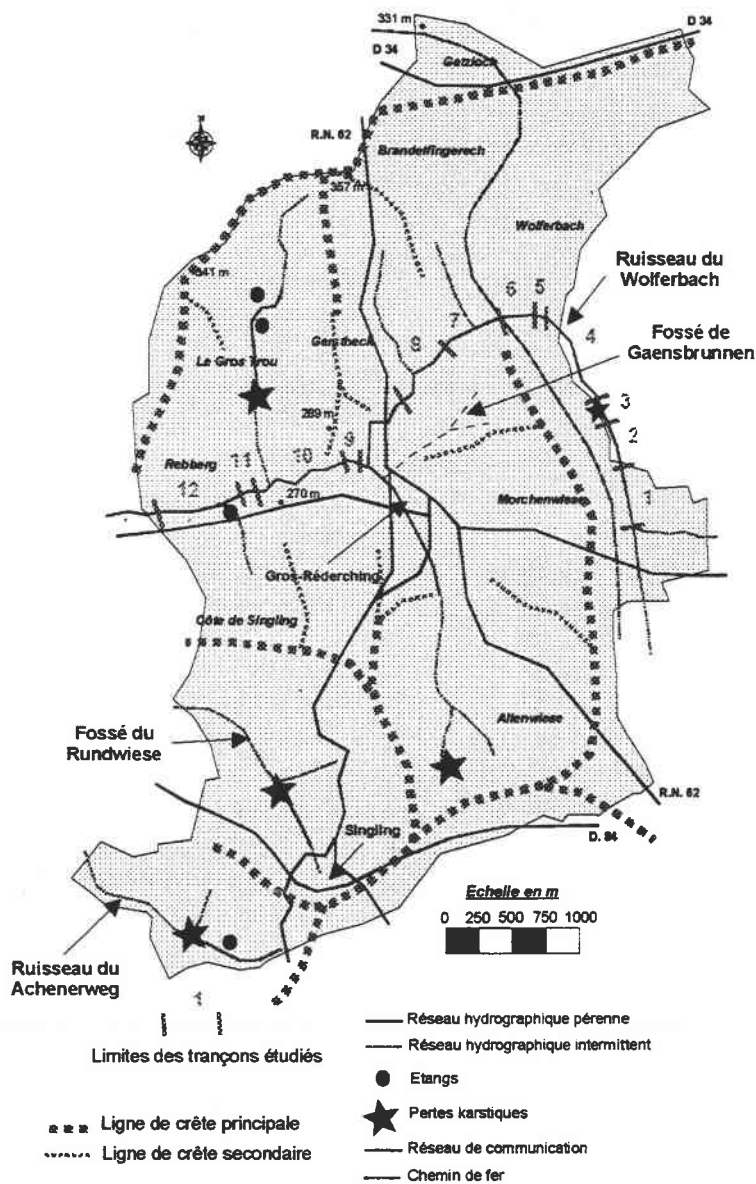 331 m
D 34
D 34
Getzloch
R.N. 62
Brandelfingerech
357 m
Wolferbach
Ruisseau du
Wolferbach
341 m
6
5
4
7
8
Fossé de
Gaensbrunnen
Gerstheck
Le Gros Trou
3
289 m
2
Rebberg
11
10
9
12
270 m
Morchenwiese
1
Gros-Réderching
Côte de Singling
Allenwiese
Fossé du
Rundwiese
R.N. 62
Singling
D. 84
Echelle en m
0 250 500 750 1000
Ruisseau du
Achenerweg
1
Limites des trançons étudiés
Ligne de crête principale
Ligne de crête secondaire
Réseau hydrographique pérenne
Réseau hydrographique intermittent
Etangs
Pertes karstiques
Réseau de communication
Chemin de fer